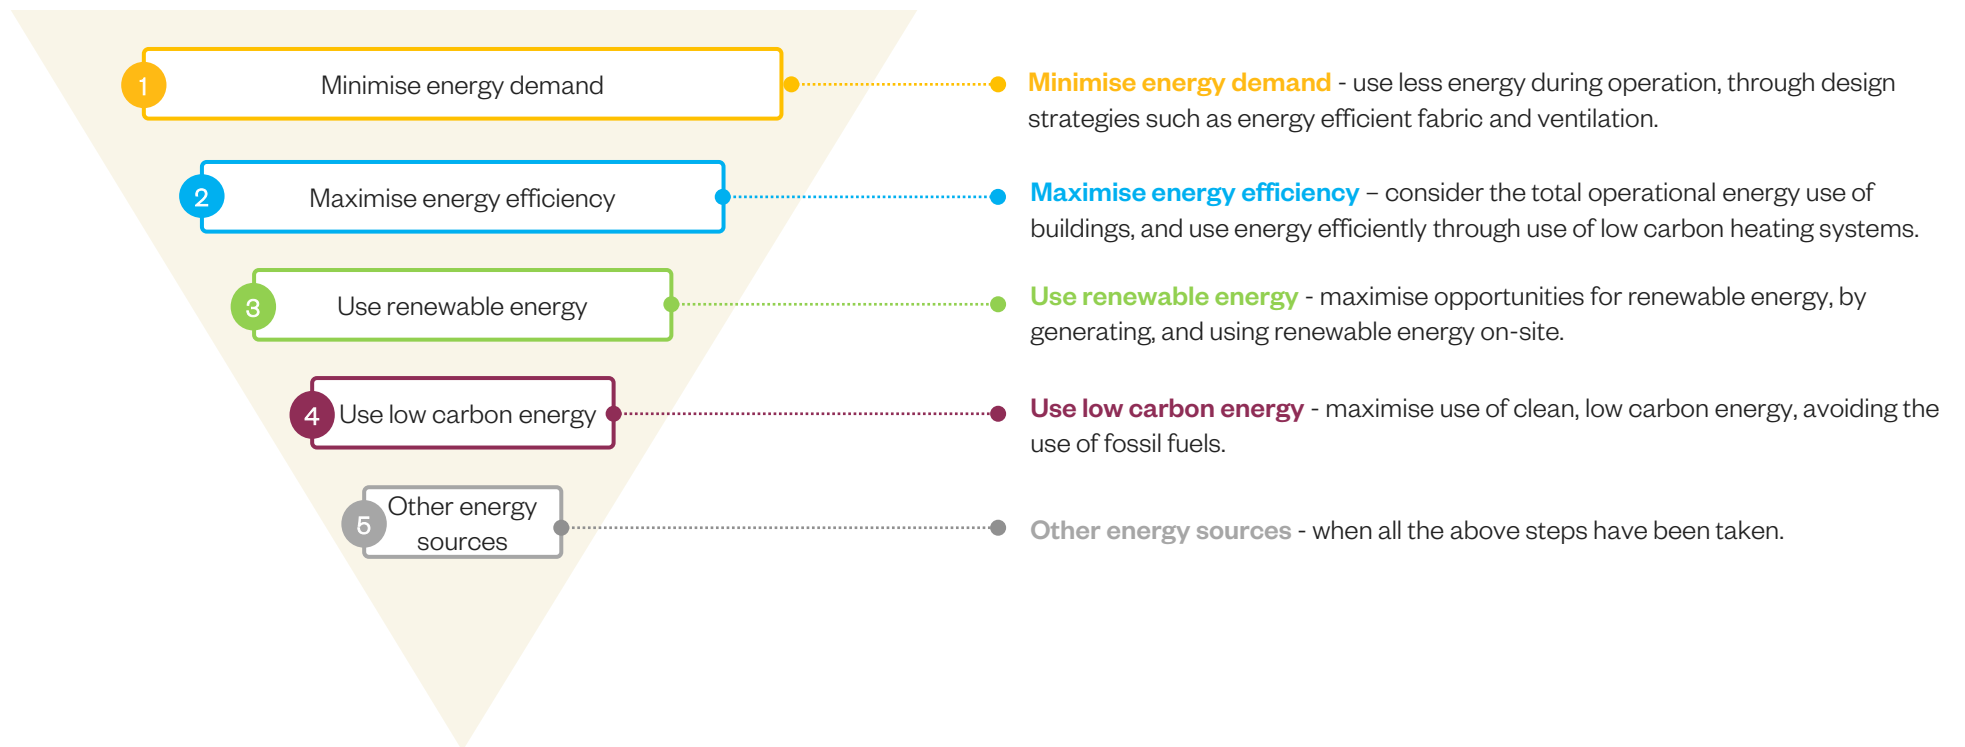 1
Minimise energy demand
Minimise energy demand - use less energy during operation, through design
strategies such as energy efficient fabric and ventilation.
2
Maximise energy efficiency
Maximise energy efficiency – consider the total operational energy use of
buildings, and use energy efficiently through use of low carbon heating systems.
3
Use renewable energy
Use renewable energy - maximise opportunities for renewable energy, by
generating, and using renewable energy on-site.
4
Use low carbon energy
Use low carbon energy - maximise use of clean, low carbon energy, avoiding the
use of fossil fuels.
5
Other energy
sources
Other energy sources - when all the above steps have been taken.